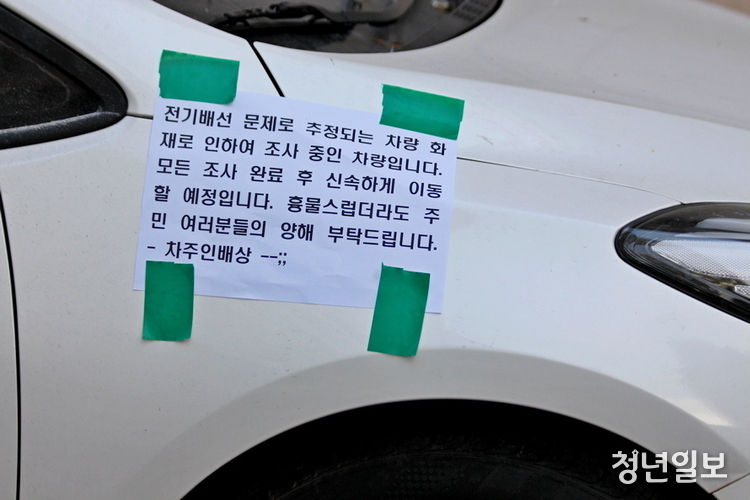 전기배선 문제로 추정되는 차량 화
재로 인하여 조사 중인 차량입니다.
모든 조사 완료 후 신속하게 이동
할 예정입니다. 흉물스럽더라도 주
민 여러분들의 양해 부탁드립니다.
- 차주인배상 --;;
청년일보